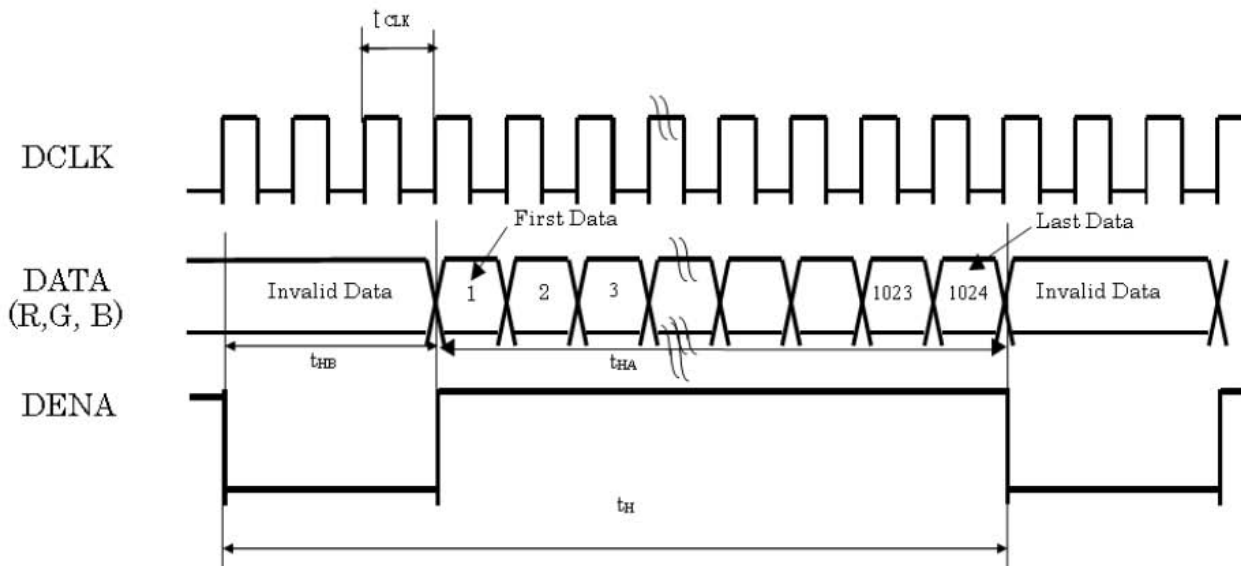 tCLK
DCLK
First Data
Last Data
DATA
(R,G, B)
Invalid Data
1
2
3
1023
1024
Invalid Data
tHB
tHA
DENA
tH